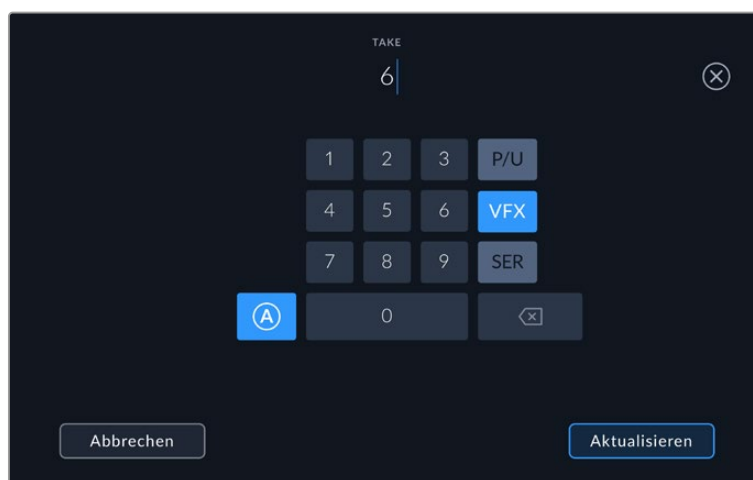 TAKE
6
1 2 3 P/U
4 5 6 VFX
7 8 9 SER
A 0
Abbrechen Aktualisieren